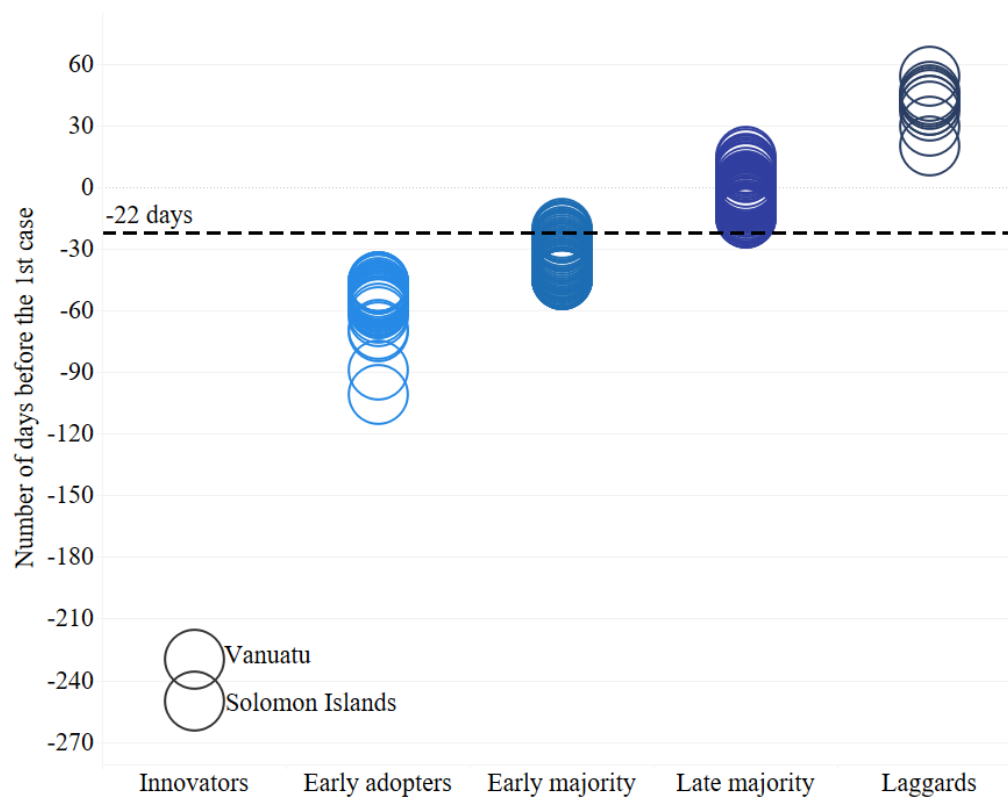 Number of days before the 1st case
60
30
0
-22 days
-30
-60
-90
-120
-150
-180
-210
Vanuatu
-240
Solomon Islands
-270
Innovators
Early adopters
Early majority
Late majority
Laggards